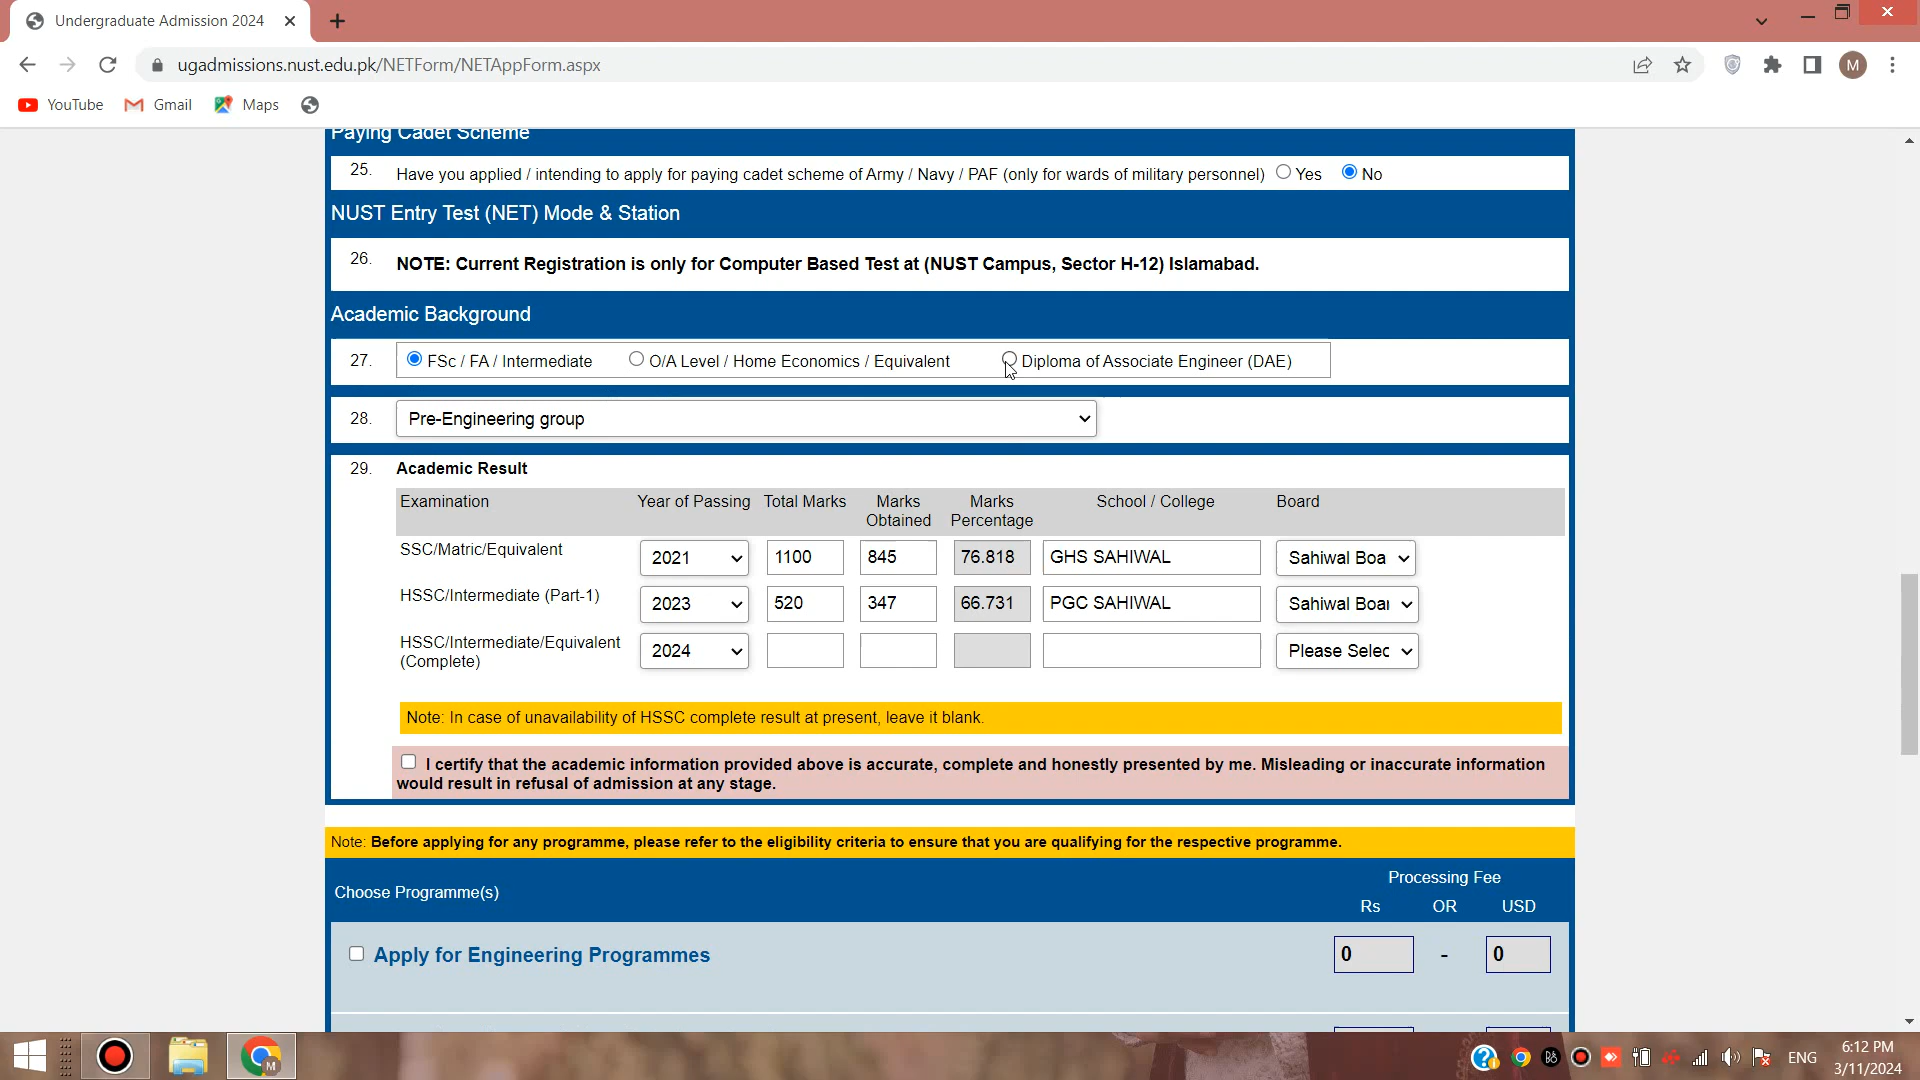 Undergraduate Admission 2024
ugadmissions.nust.edu.pk/NETForm/NETAppForm.aspx
M
YouTube Gmail Maps
Paying Cadet Scheme
25. Have you applied / intending to apply for paying cadet scheme of Army / Navy / PAF (only for wards of military personnel) Yes No
NUST Entry Test (NET) Mode & Station
26. NOTE: Current Registration is only for Computer Based Test at (NUST Campus, Sector H-12) Islamabad.
Academic Background
27. FSc / FA / Intermediate O/A Level / Home Economics / Equivalent Diploma of Associate Engineer (DAE)
28. Pre-Engineering group
29. Academic Result
Examination Year of Passing Total Marks Marks Obtained Marks Percentage School / College Board
SSC/Matric/Equivalent 2021 1100 845 76.818 GHS SAHIWAL Sahiwal Boa
HSSC/Intermediate (Part-1) 2023 520 347 66.731 PGC SAHIWAL Sahiwal Boar
HSSC/Intermediate/Equivalent (Complete) 2024 Please Selec
Note: In case of unavailability of HSSC complete result at present, leave it blank.
I certify that the academic information provided above is accurate, complete and honestly presented by me. Misleading or inaccurate information
would result in refusal of admission at any stage.
Note: Before applying for any programme, please refer to the eligibility criteria to ensure that you are qualifying for the respective programme.
Processing Fee
Choose Programme(s)
Rs OR USD
Apply for Engineering Programmes 0 - 0
M
ENG
6:12 PM
3/11/2024